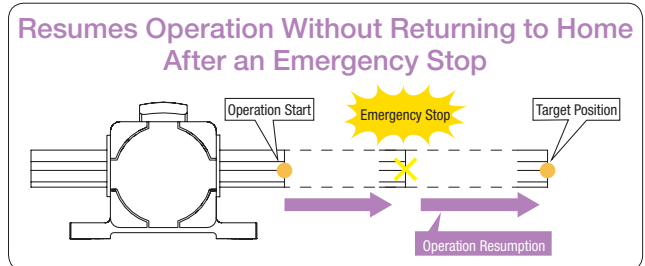 Resumes Operation Without Returning to Home
After an Emergency Stop
Operation Start
Emergency Stop
Target Position
Operation Resumption